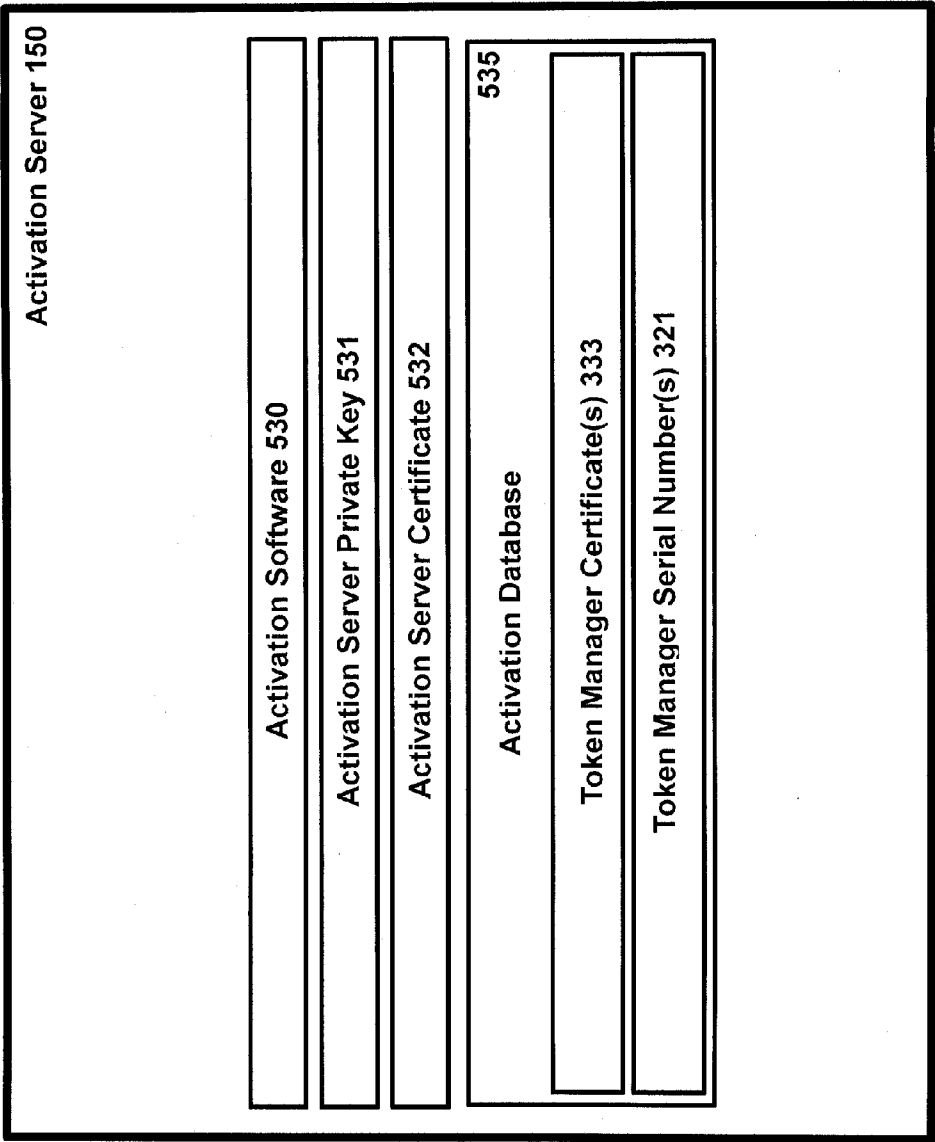 Activation Server 150
Activation Software 530
Activation Server Private Key 531
Activation Server Certificate 532
535
Activation Database
Token Manager Certificate(s) 333
Token Manager Serial Number(s) 321